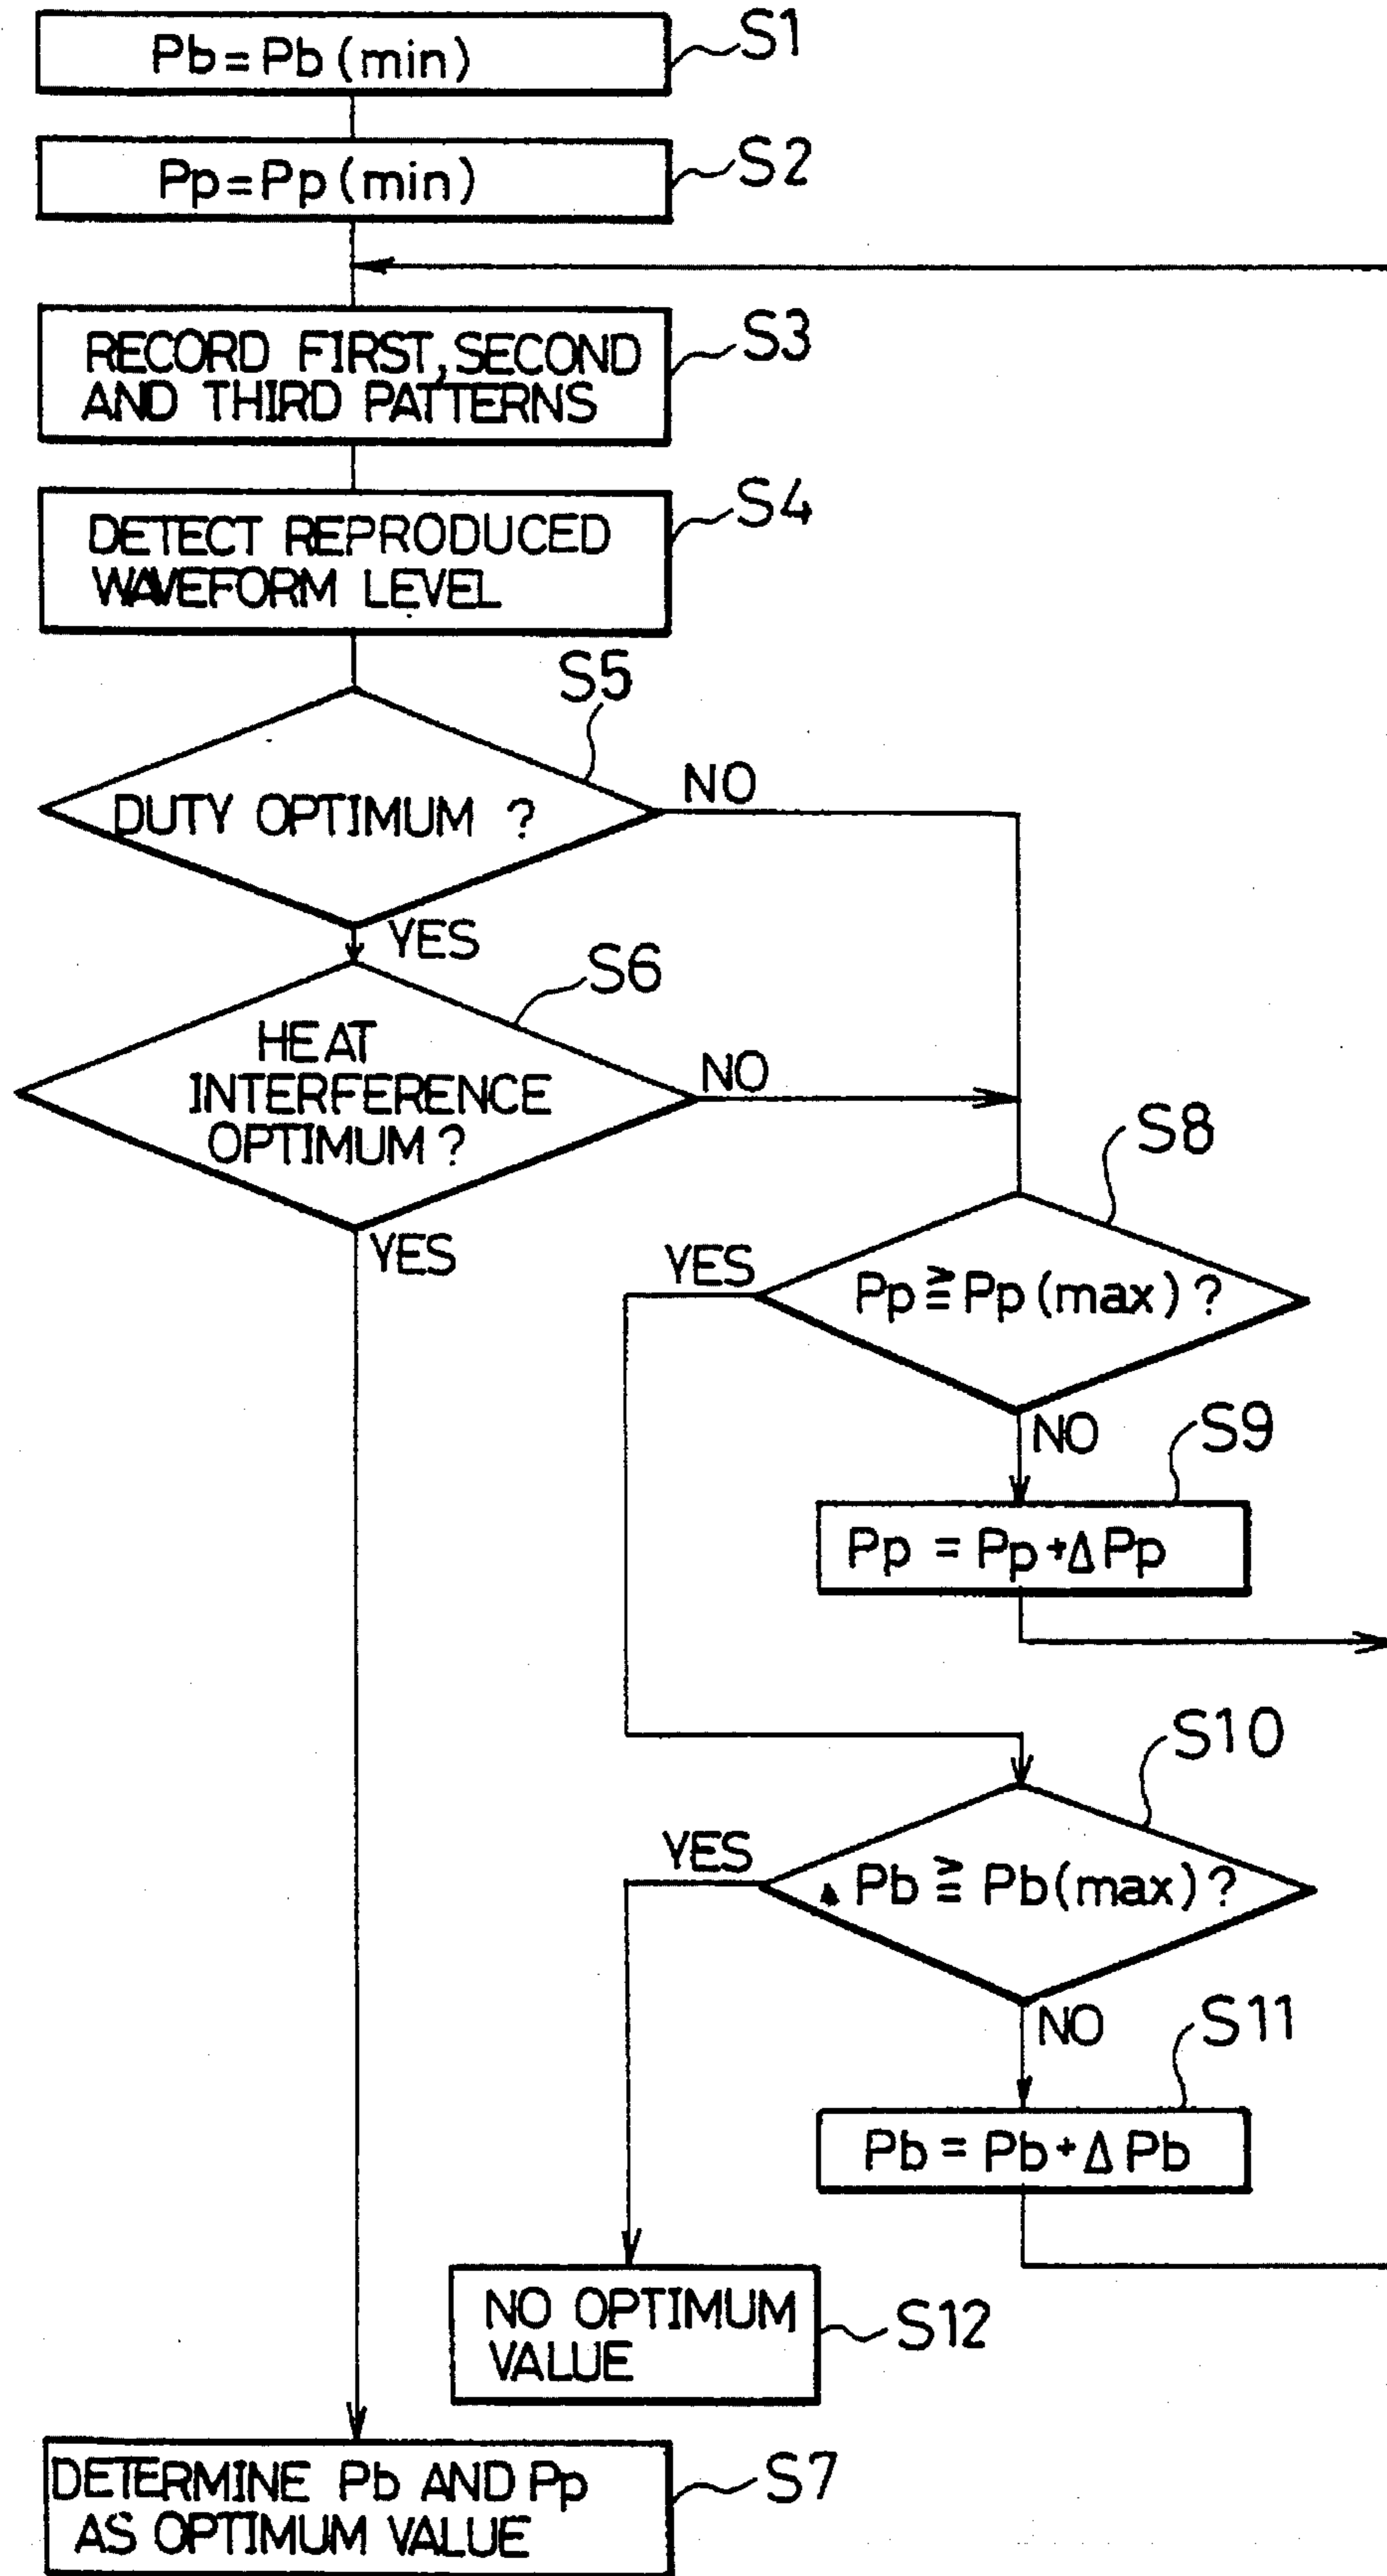 Pb=Pb(min)
S1
Pp=Pp(min)
S2
RECORD FIRST, SECOND
AND THIRD PATTERNS
S3
DETECT REPRODUCED
WAVEFORM LEVEL
S4
S5
DUTY OPTIMUM ?
NO
YES
S6
HEAT
INTERFERENCE
OPTIMUM?
NO
YES
S8
YES
Pp≧Pp(max)?
NO
S9
Pp = Pp+Δ Pp
S10
YES
Pb ≧ Pb(max)?
NO
S11
Pb = Pb+Δ Pb
NO OPTIMUM
VALUE
S12
DETERMINE Pb AND Pp
AS OPTIMUM VALUE
S7